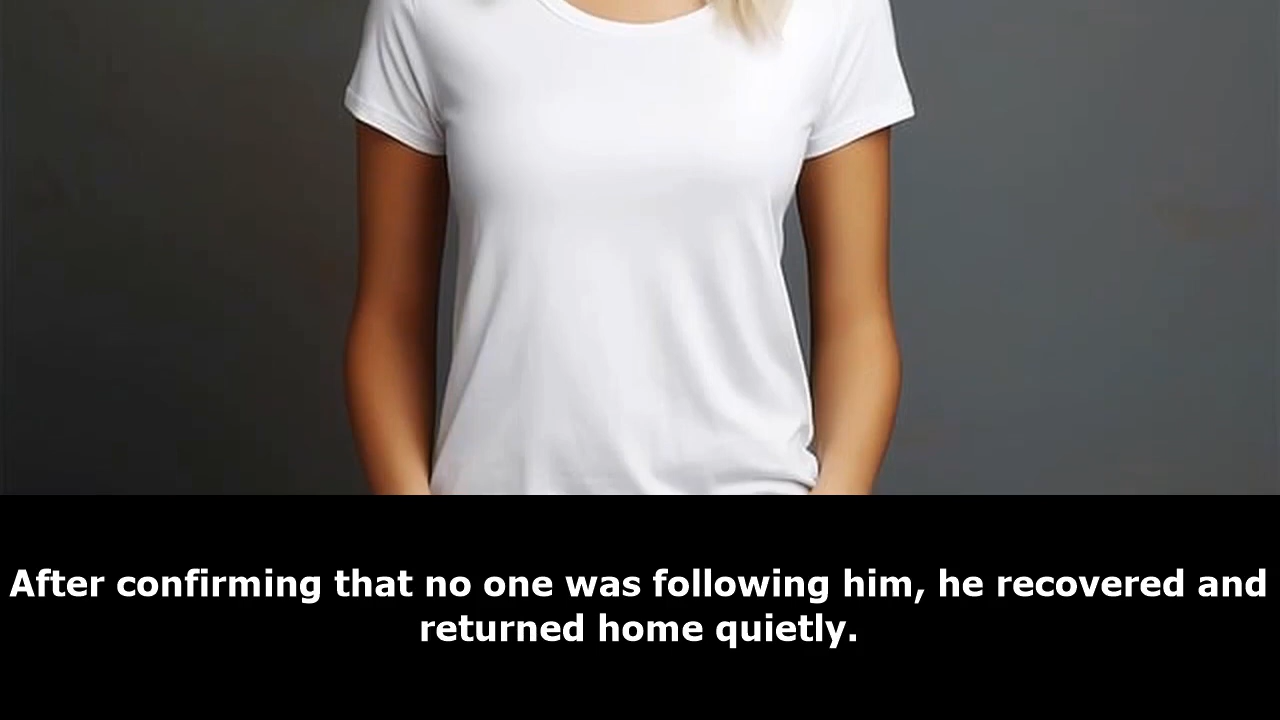 After confirming that no one was following him, he recovered and
returned home quietly.